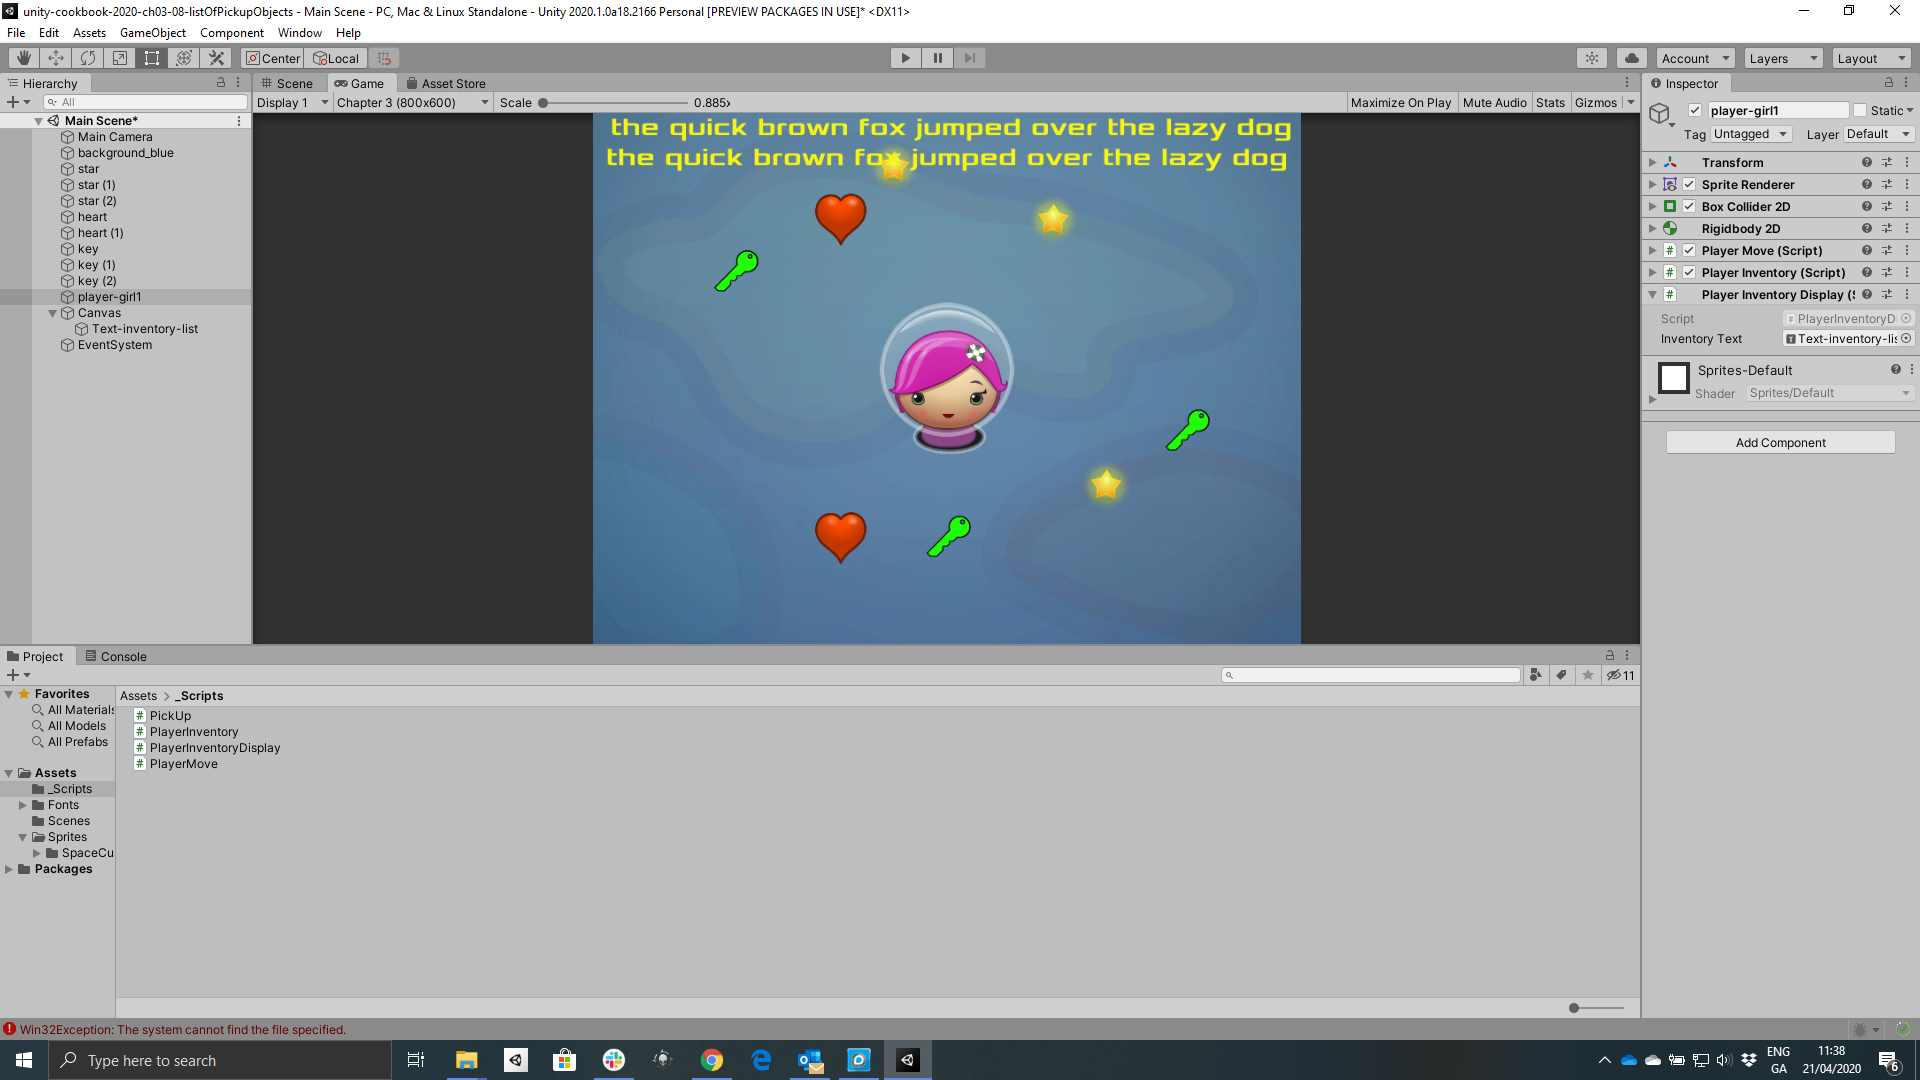 unity-cookbook-2020-ch03-08-listOfPickupObjects - Main Scene - PC, Mac & Linux Standalone - Unity 2020.1.0a18.2166 Personal [PREVIEW PACKAGES IN USE]* <DX11>
File Edit Assets GameObject Component Window Help
Center Local Account Layers Layout
Hierarchy
All
Main Scene*
Main Camera
background_blue
star
star (1)
star (2)
heart
heart (1)
key
key (1)
key (2)
player-girl1
Canvas
Text-inventory-list
EventSystem
Scene Game Asset Store
Display 1 Chapter 3 (800x600) Scale 0.885x Maximize On Play Mute Audio Stats Gizmos
the quick brown fox jumped over the lazy dog
the quick brown fox jumped over the lazy dog
Inspector
player-girl1 Static
Tag Untagged Layer Default
Transform
Sprite Renderer
Box Collider 2D
Rigidbody 2D
Player Move (Script)
Player Inventory (Script)
Player Inventory Display (S
Script PlayerInventoryD
Inventory Text Text-inventory-lis
Sprites-Default
Shader Sprites/Default
Add Component
Project Console
11
Favorites
All Materials
All Models
All Prefabs
Assets
_Scripts
Fonts
Scenes
Sprites
SpaceCu
Packages
Assets > _Scripts
PickUp
PlayerInventory
PlayerInventoryDisplay
PlayerMove
Win32Exception: The system cannot find the file specified.
Type here to search
ENG
GA
11:38
21/04/2020
6